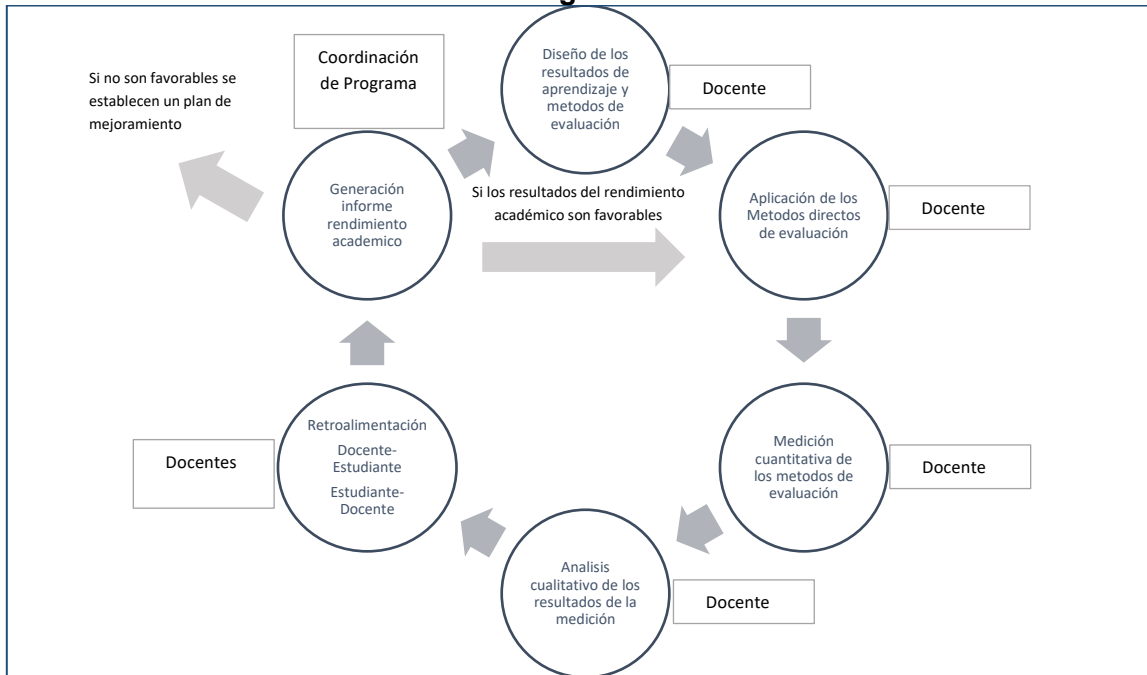 Coordinación
de Programa
Si no son favorables se
establecen un plan de
mejoramiento
Diseño de los
resultados de
aprendizaje y
metodos de
evaluación
Docente
Generación
informe
rendimiento
academico
Si los resultados del rendimiento
académico son favorables
Aplicación de los
Metodos directos
de evaluación
Docente
Retroalimentación
Docente-
Estudiante
Estudiante-
Docente
Docentes
Medición
cuantitativa de
los metodos de
evaluación
Docente
Analisis
cualitativo de los
resultados de la
medición
Docente